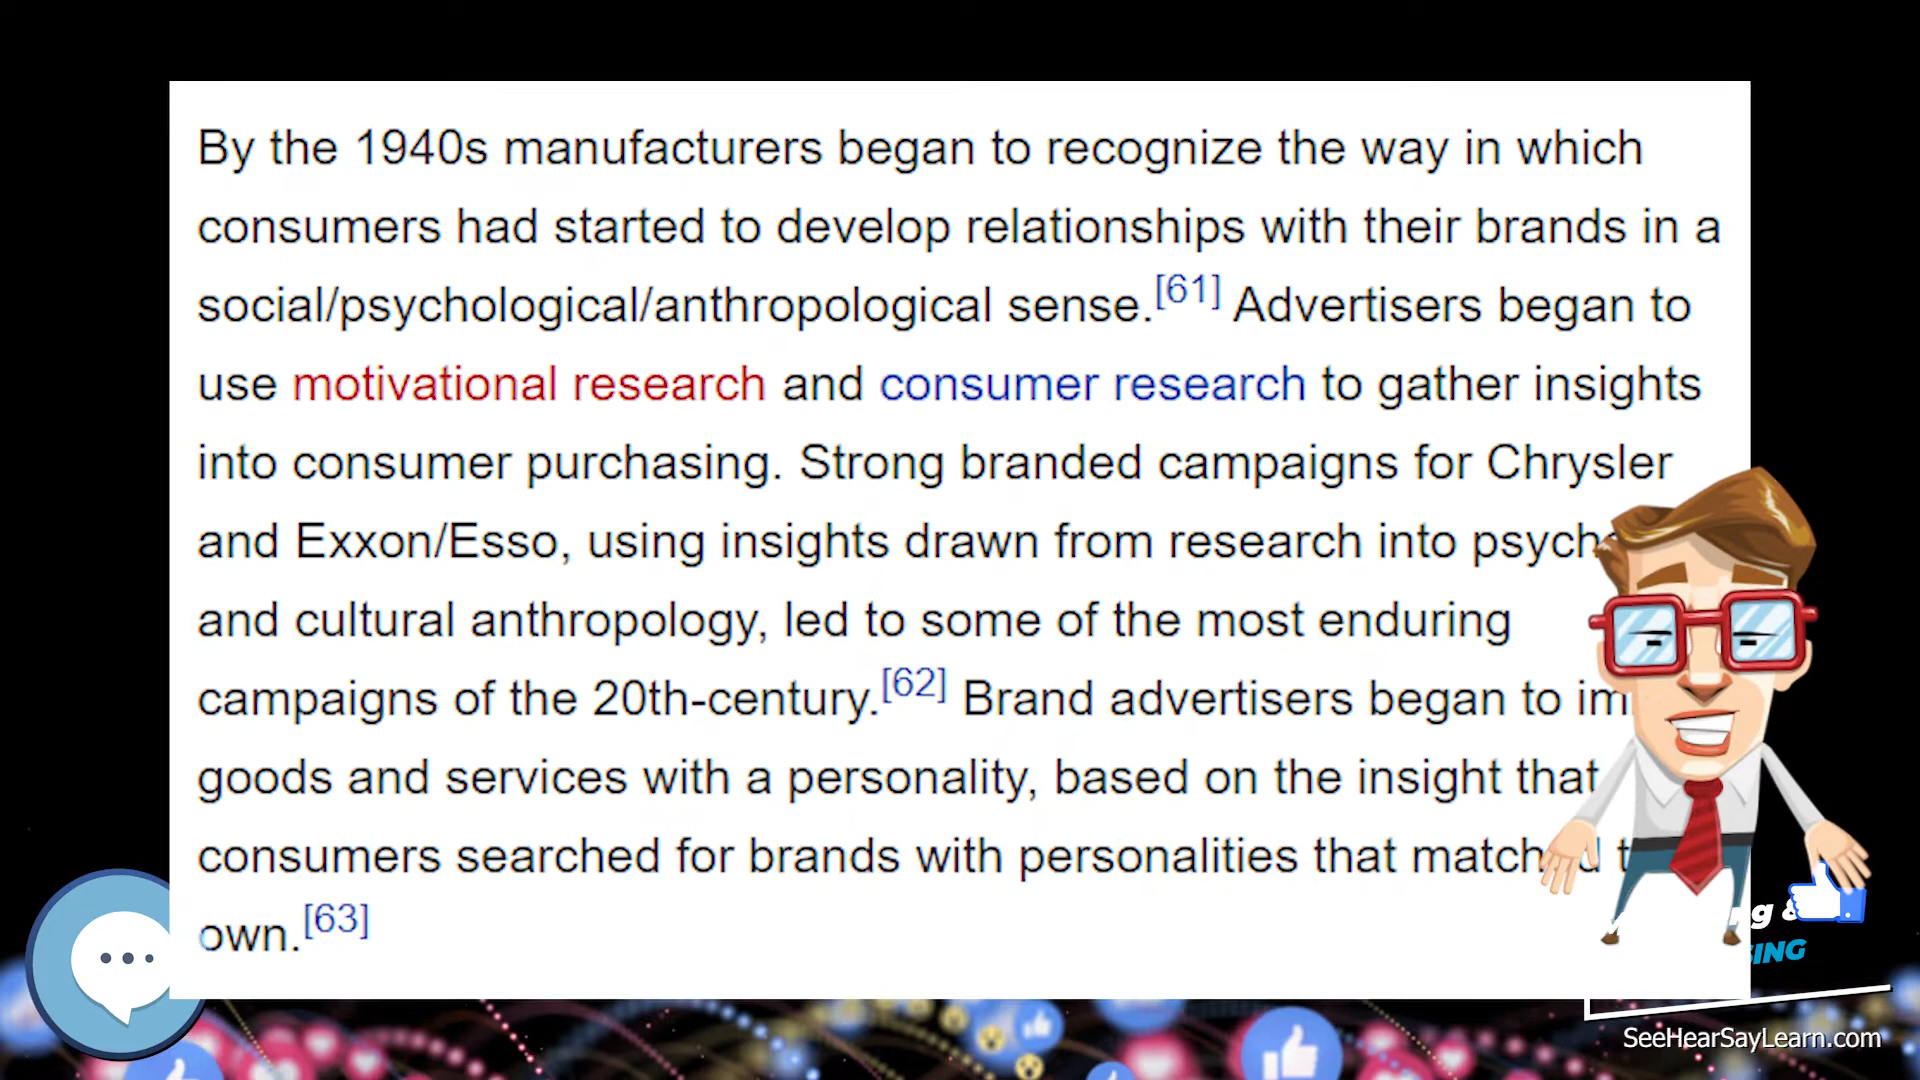 By the 1940s manufacturers began to recognize the way in which
consumers had started to develop relationships with their brands in a
social/psychological/anthropological sense.[61] Advertisers began to
use motivational research and consumer research to gather insights
into consumer purchasing. Strong branded campaigns for Chrysler
and Exxon/Esso, using insights drawn from research into
and cultural anthropology, led to some of the most enduring
campaigns of the 20th-century.[62] Brand advertisers began to
goods and services with a personality, based on the insight that
consumers searched for brands with personalities that
own.[63]
SeeHearSayLearn.com